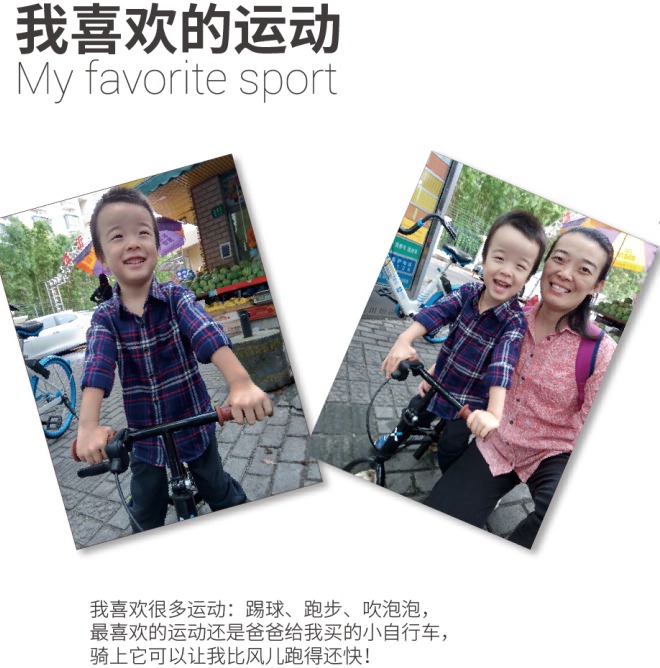 我喜欢的运动
My favorite sport
我喜欢很多运动：踢球、跑步、吹泡泡，
最喜欢的运动还是爸爸给我买的小自行车，
骑上它可以让我比风儿跑得还快！